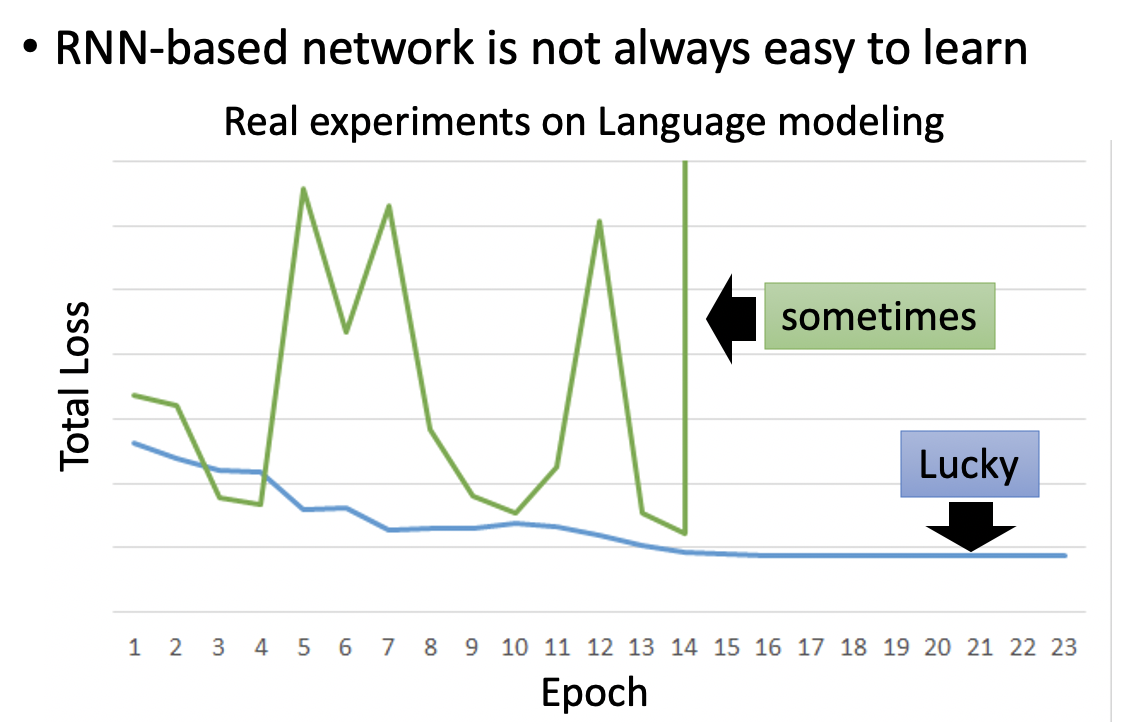 • RNN-based network is not always easy to learn
Real experiments on Language modeling
Total Loss
sometimes
Lucky
1 2 3 4 5 6 7 8 9 10 11 12 13 14 15 16 17 18 19 20 21 22 23
Epoch